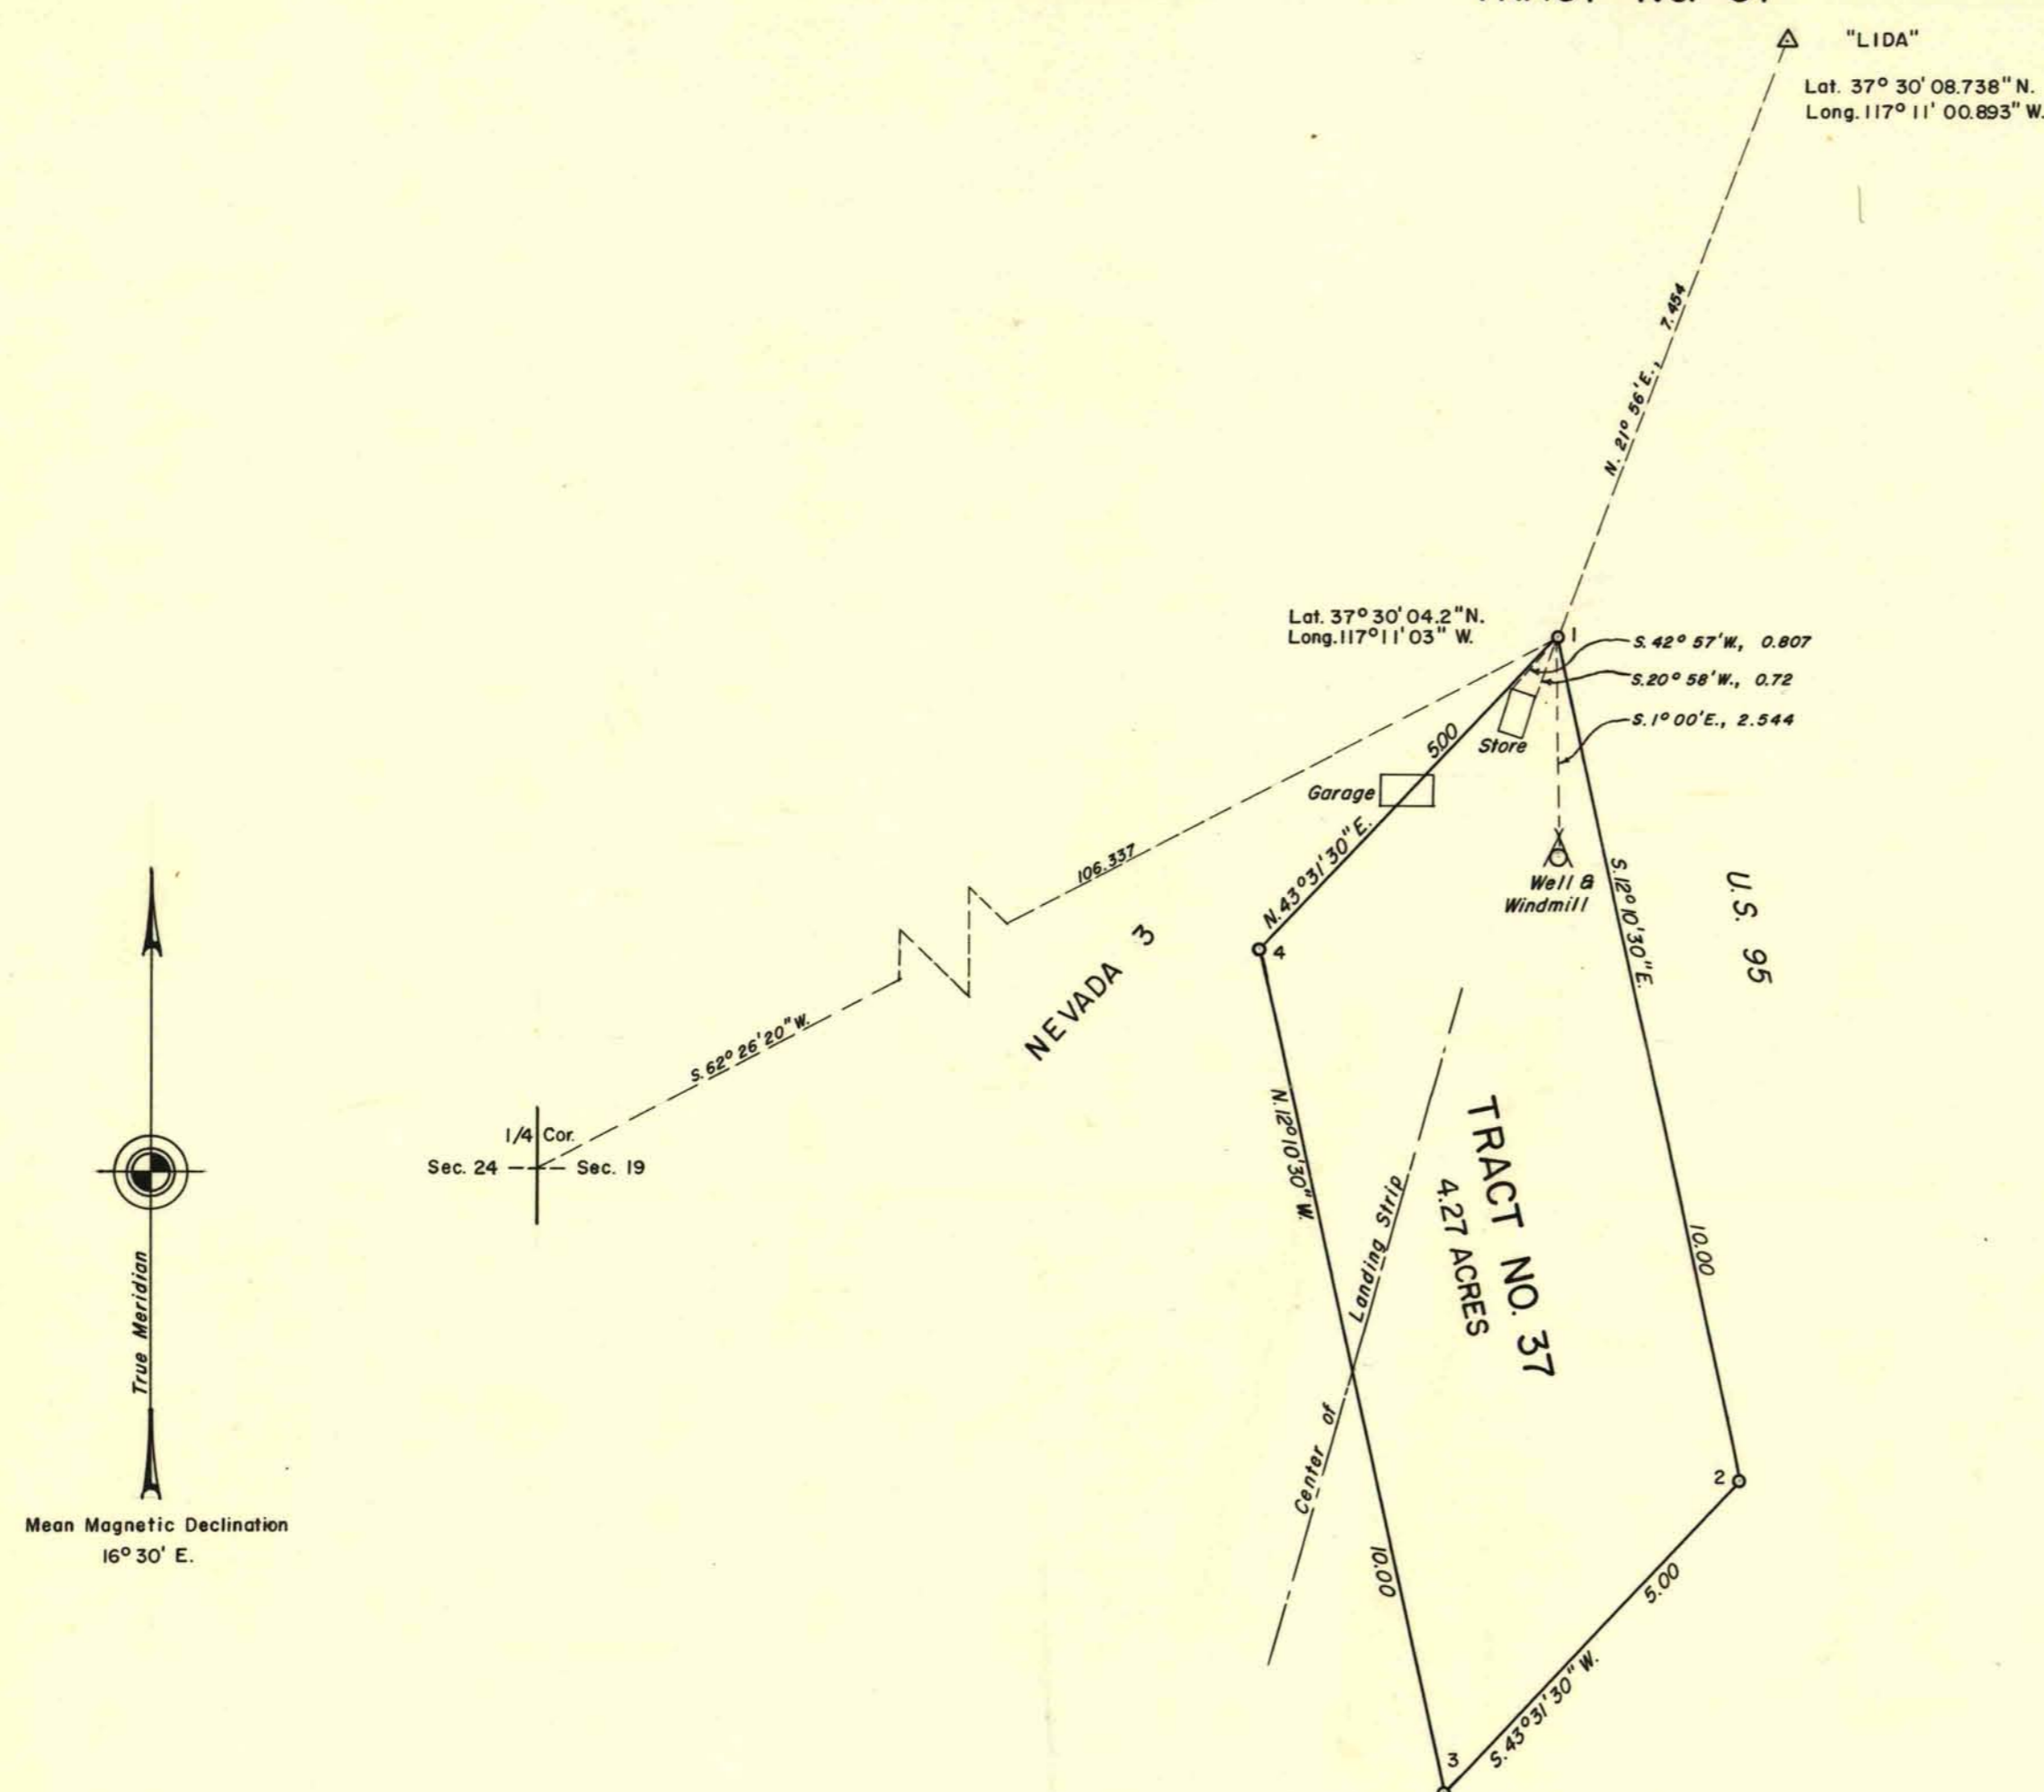 "LIDA"
Lat. 37° 30' 08.738" N.
Long. 117° 11' 00.893" W.
N. 21° 56' E., 7.454
Lat. 37° 30' 04.2" N.
Long. 117° 11' 03" W.
1
S. 42° 57' W., 0.807
S. 20° 58' W., 0.72
S. 1° 00' E., 2.544
Store
5.00
Garage
N. 43° 31' 30" E.
Well &
Windmill
S. 12° 10' 30" E.
10.00
U.S. 95
4
106.337
S. 62° 26' 20" W.
NEVADA 3
1/4 Cor.
Sec. 24
Sec. 19
N. 12° 10' 30" W.
10.00
Center of Landing Strip
TRACT NO. 37
4.27 ACRES
2
5.00
S. 43° 31' 30" W.
3
True Meridian
Mean Magnetic Declination
16° 30' E.